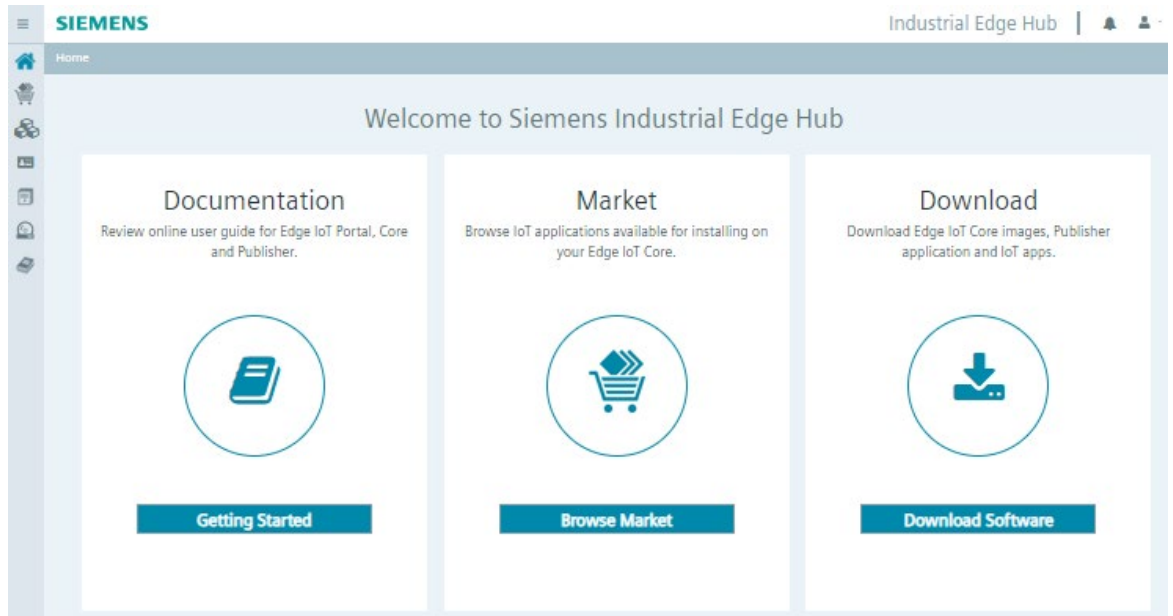 SIEMENS
Industrial Edge Hub
Home
Welcome to Siemens Industrial Edge Hub
Documentation
Review online user guide for Edge IoT Portal, Core
and Publisher.
Getting Started
Market
Browse IoT applications available for installing on
your Edge IoT Core.
Browse Market
Download
Download Edge IoT Core images, Publisher
application and IoT apps.
Download Software